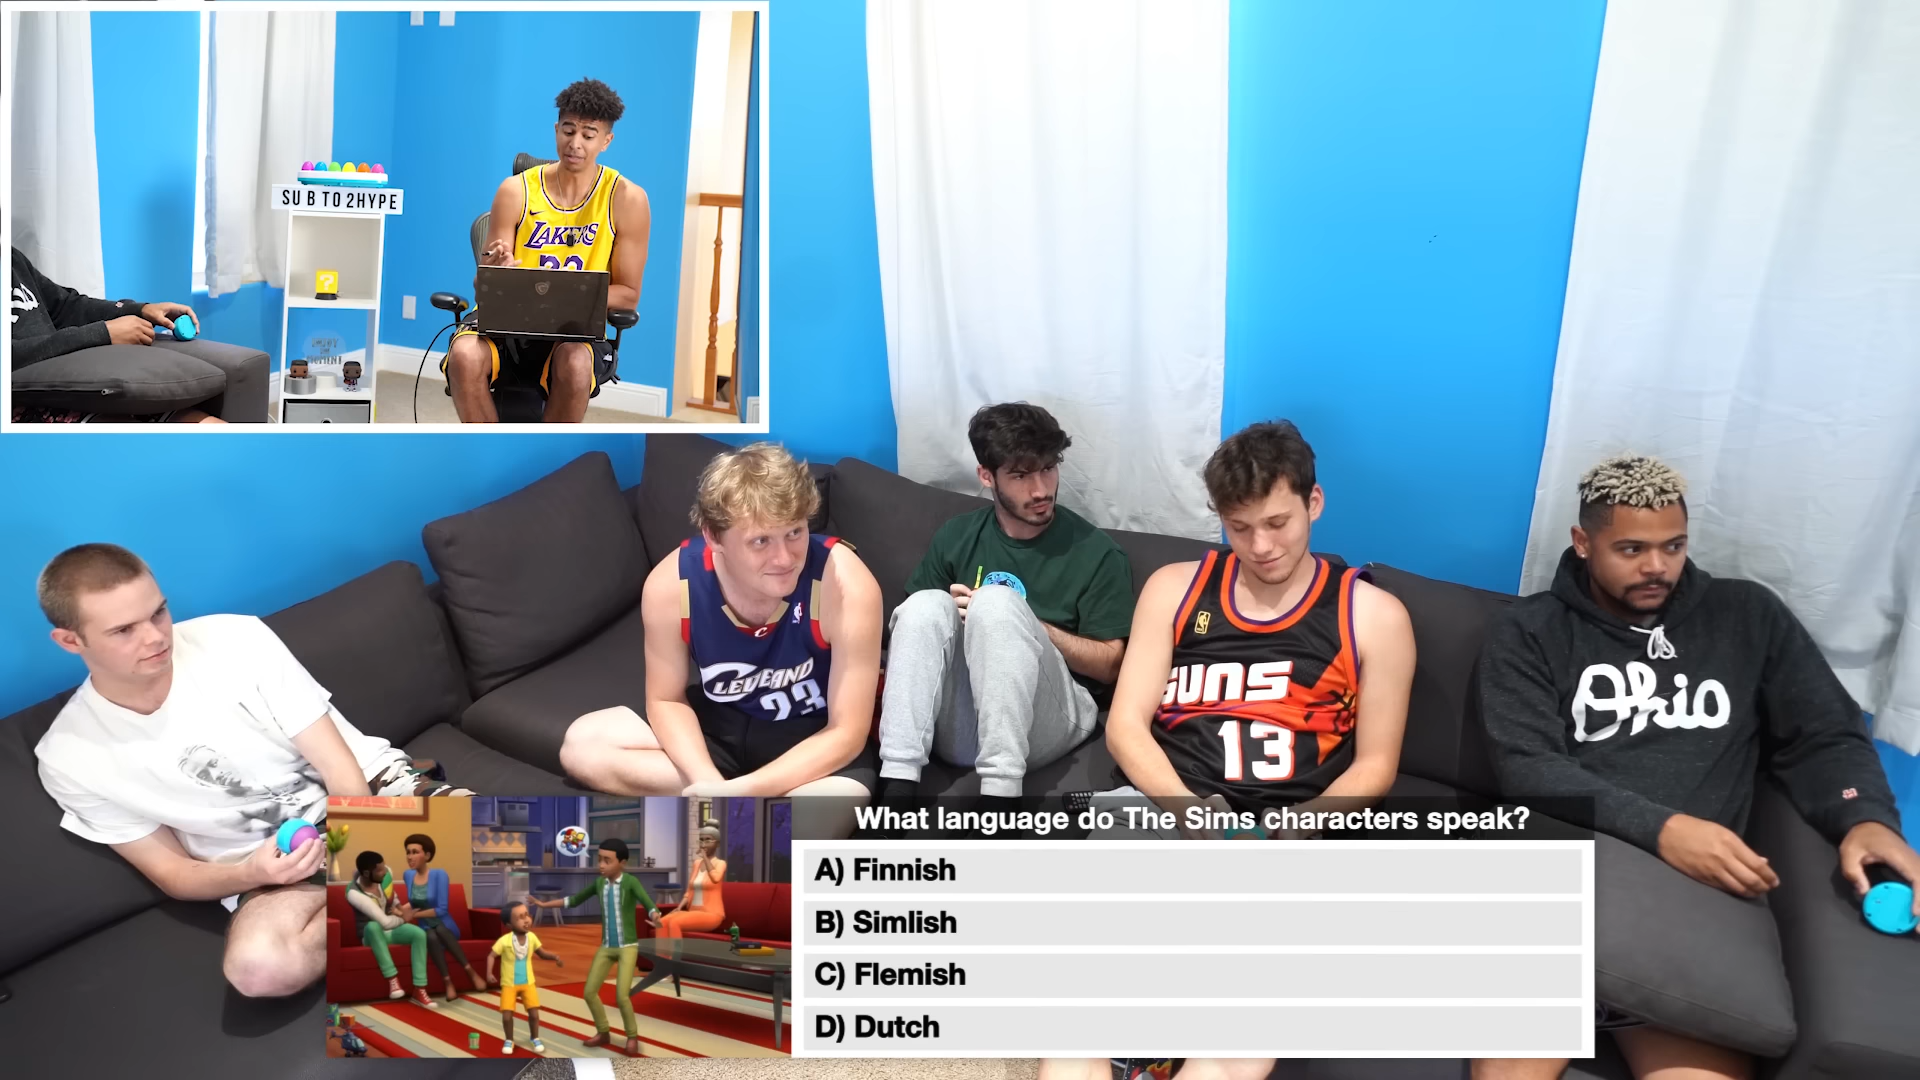 SUB TO 2HYPE
LAKERS
CLEVELAND
23
SUNS
13
Ohio
What language do The Sims characters speak?
A) Finnish
B) Simlish
C) Flemish
D) Dutch